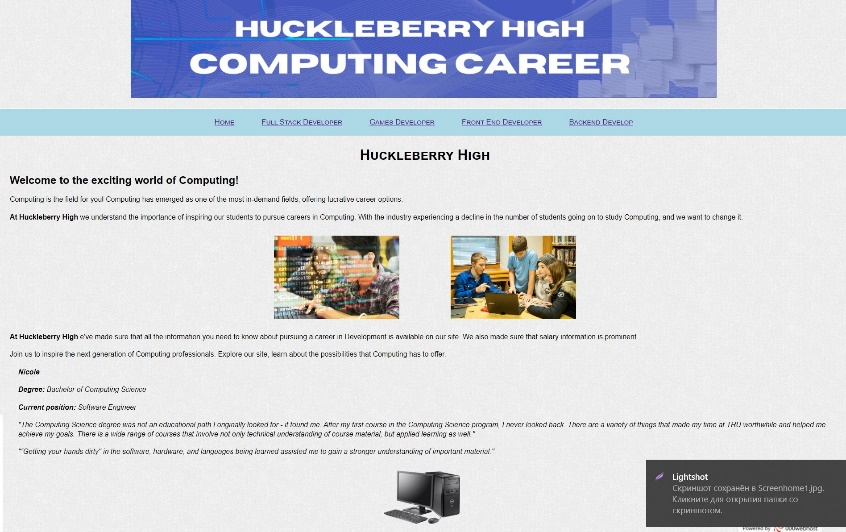 HUCKLEBERRY HIGH
COMPUTING CAREER
HOME FULL STACK DEVELOPER GAMES DEVELOPER FRONT END DEVELOPER BACKEND DEVELOP
HUCKLEBERRY HIGH
Welcome to the exciting world of Computing!
Computing is the field for you! Computing has emerged as one of the most in-demand fields, offering lucrative career options.
At Huckleberry High we understand the importance of inspiring our students to pursue careers in Computing. With the industry experiencing a decline in the number of students going on to study Computing, and we want to change it.
At Huckleberry High e've made sure that all the information you need to know about pursuing a career in Development is available on our site. We also made sure that salary information is prominent
Join us to inspire the next generation of Computing professionals. Explore our site, learn about the possibilities that Computing has to offer.
Nicole
Degree: Bachelor of Computing Science
Current position: Software Engineer
"The Computing Science degree was not an educational path I originally looked for - it found me. After my first course in the Computing Science program, I never looked back. There are a variety of things that made my time at TRU worthwhile and helped me
achieve my goals. There is a wide range of courses that involve not only technical understanding of course material, but applied learning as well."
""Getting your hands dirty" in the software, hardware, and languages being learned assisted me to gain a stronger understanding of important material."
Lightshot
Скриншот сохранён в Screenhome1.jpg.
Кликните для открытия папки со
скриншотом.
Powered by 000webhost